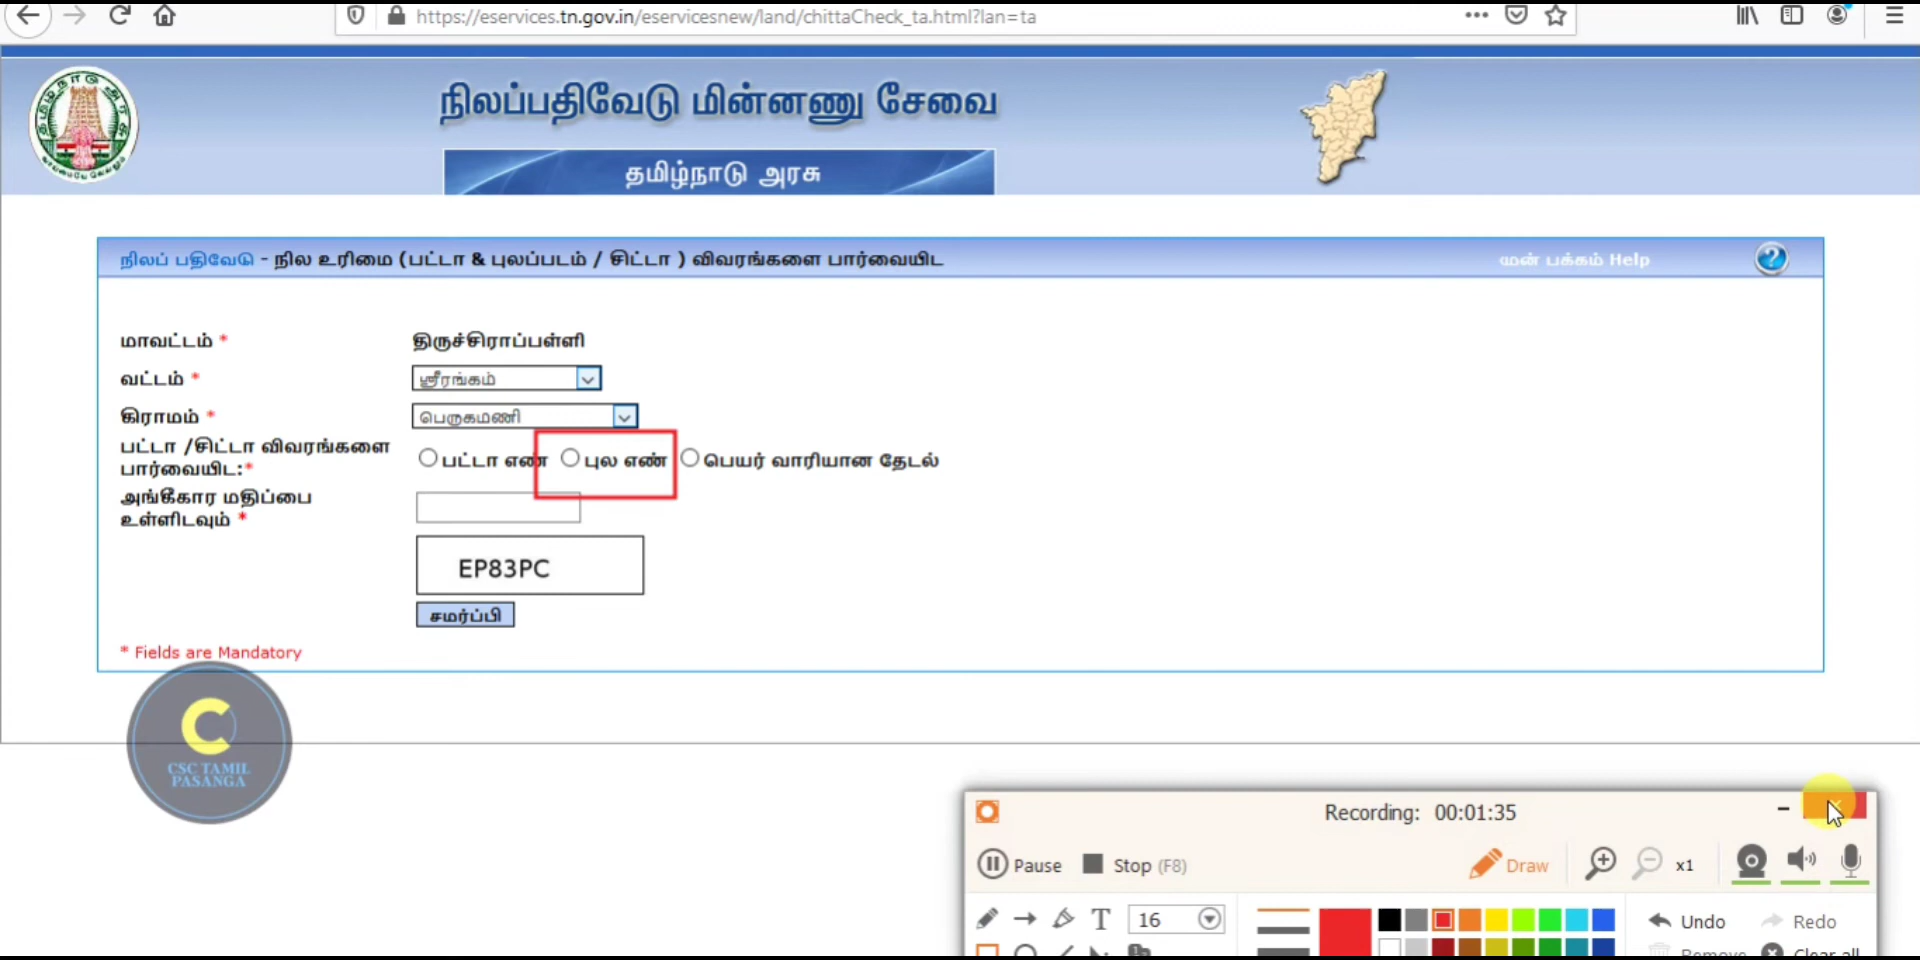 https://eservices.tn.gov.in/eservicesnew/land/chittaCheck_ta.html?lan=ta
நிலப்பதிவேடு மின்னணு சேவை
தமிழ்நாடு அரசு
நிலப் பதிவேடு - நில உரிமை (பட்டா & புலப்படம் / சிட்டா ) விவரங்களை பார்வையிட
முன் பக்கம் Help
மாவட்டம் * திருச்சிராப்பள்ளி
வட்டம் * ஸ்ரீரங்கம்
கிராமம் * பெருகமணி
பட்டா /சிட்டா விவரங்களை
பார்வையிட:* பட்டா எண் புல எண் பெயர் வாரியான தேடல்
அங்கீகார மதிப்பை
உள்ளிடவும் *
EP83PC
சமர்ப்பி
* Fields are Mandatory
C
CSC TAMIL
PASANGA
Recording: 00:01:35
Pause Stop (F8) Draw x1
T 16 Undo Redo
Remove Clear all